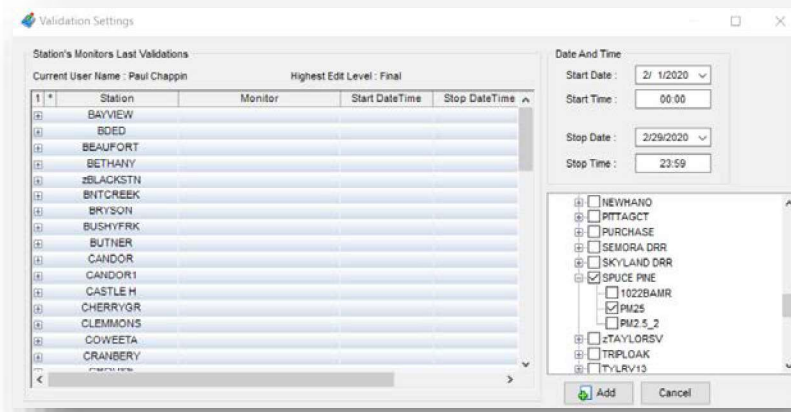 Validation Settings
Station's Monitors Last Validations
Current User Name : Paul Chappin Highest Edit Level : Final
1 * Station Monitor Start DateTime Stop DateTime
BAYVIEW
BDED
BEAUFORT
BETHANY
zBLACKSTN
BNTCREEK
BRYSON
BUSHYFRK
BUTNER
CANDOR
CANDOR1
CASTLE H
CHERRYGR
CLEMMONS
COWEETA
CRANBERY
Date And Time
Start Date : 2/ 1/2020
Start Time : 00:00
Stop Date : 2/29/2020
Stop Time : 23:59
NEWHANO
PITTAGCT
PURCHASE
SEMORA DRR
SKYLAND DRR
SPUCE PINE
1022BAMR
PM25
PM2.5_2
zTAYLORSV
TRIPLOAK
TYLRV13
Add Cancel